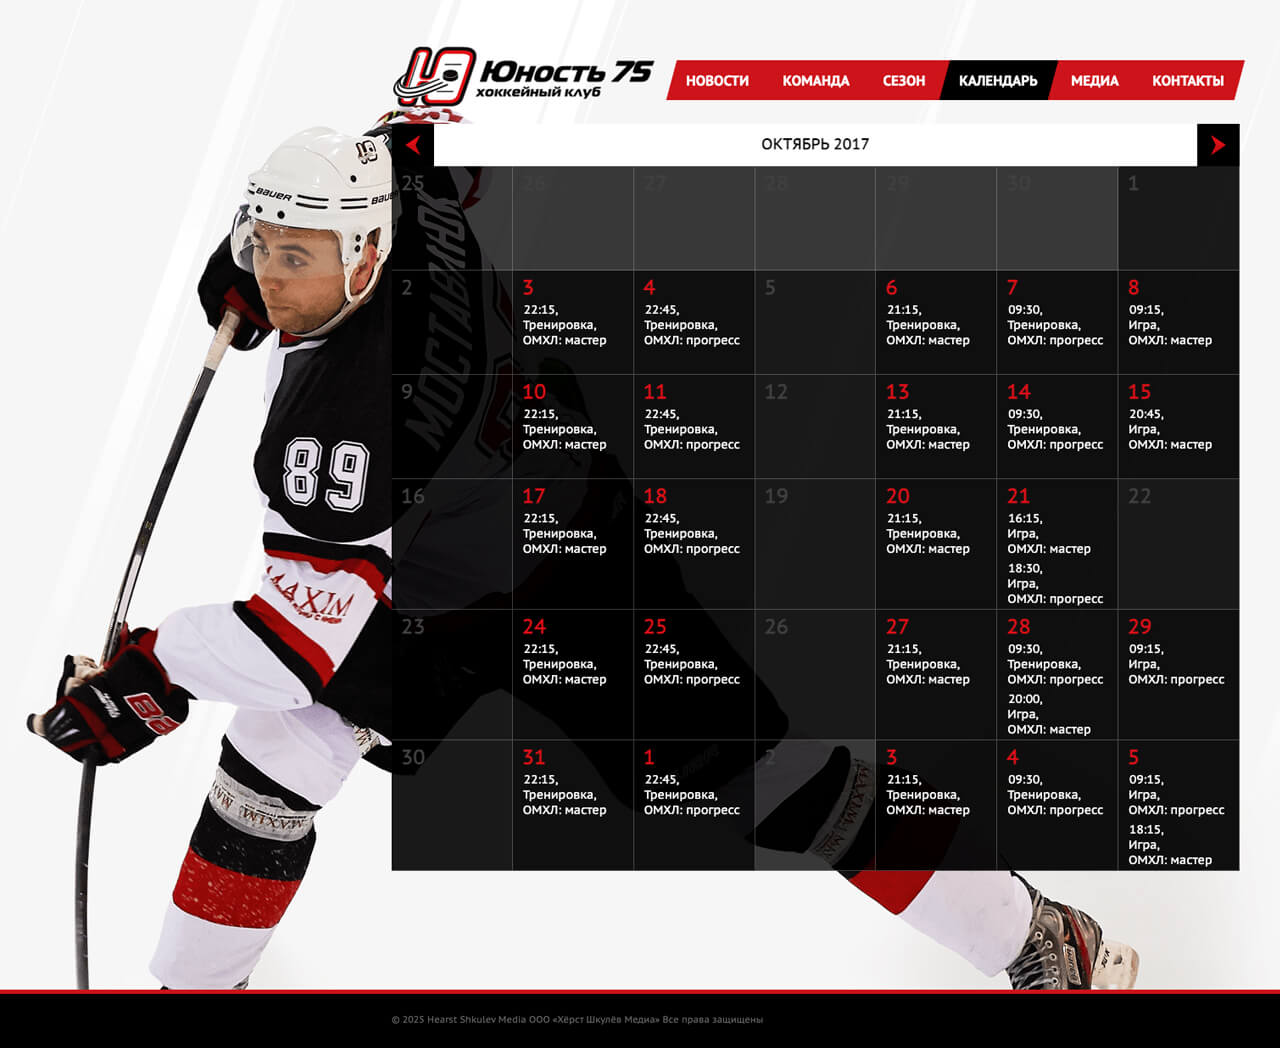 Юность 75
хоккейный клуб
НОВОСТИ КОМАНДА СЕЗОН КАЛЕНДАРЬ МЕДИА КОНТАКТЫ
ОКТЯБРЬ 2017
25 26 27 28 29 30 1
2
3
22:15,
Тренировка,
ОМХЛ: мастер
4
22:45,
Тренировка,
ОМХЛ: прогресс
5
6
21:15,
Тренировка,
ОМХЛ: мастер
7
09:30,
Тренировка,
ОМХЛ: прогресс
8
09:15,
Игра,
ОМХЛ: мастер
9
10
22:15,
Тренировка,
ОМХЛ: мастер
11
22:45,
Тренировка,
ОМХЛ: прогресс
12
13
21:15,
Тренировка,
ОМХЛ: мастер
14
09:30,
Тренировка,
ОМХЛ: прогресс
15
20:45,
Игра,
ОМХЛ: мастер
16
17
22:15,
Тренировка,
ОМХЛ: мастер
18
22:45,
Тренировка,
ОМХЛ: прогресс
19
20
21:15,
Тренировка,
ОМХЛ: мастер
21
16:15,
Игра,
ОМХЛ: мастер
18:30,
Игра,
ОМХЛ: прогресс
22
23
24
22:15,
Тренировка,
ОМХЛ: мастер
25
22:45,
Тренировка,
ОМХЛ: прогресс
26
27
21:15,
Тренировка,
ОМХЛ: мастер
28
09:30,
Тренировка,
ОМХЛ: прогресс
20:00,
Игра,
ОМХЛ: мастер
29
09:15,
Игра,
ОМХЛ: прогресс
30
31
22:15,
Тренировка,
ОМХЛ: мастер
1
22:45,
Тренировка,
ОМХЛ: прогресс
2
3
21:15,
Тренировка,
ОМХЛ: мастер
4
09:30,
Тренировка,
ОМХЛ: прогресс
5
09:15,
Игра,
ОМХЛ: прогресс
18:15,
Игра,
ОМХЛ: мастер
BAUER
BAUER
МОСТАВЛЮК
89
MAXIM
88
MAXIM
© 2025 Hearst Shkulev Media ООО «Хёрст Шкулёв Медиа» Все права защищены